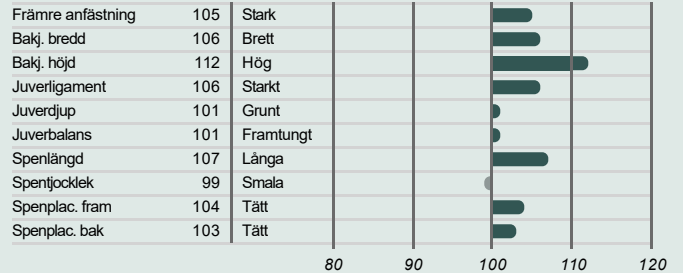 Främre anfästning 105 Stark
Bakj. bredd 106 Brett
Bakj. höjd 112 Hög
Juverligament 106 Starkt
Juverdjup 101 Grunt
Juverbalans 101 Framtungt
Spenlängd 107 Långa
Spentjocklek 99 Smala
Spenplac. fram 104 Tätt
Spenplac. bak 103 Tätt
80 90 100 110 120